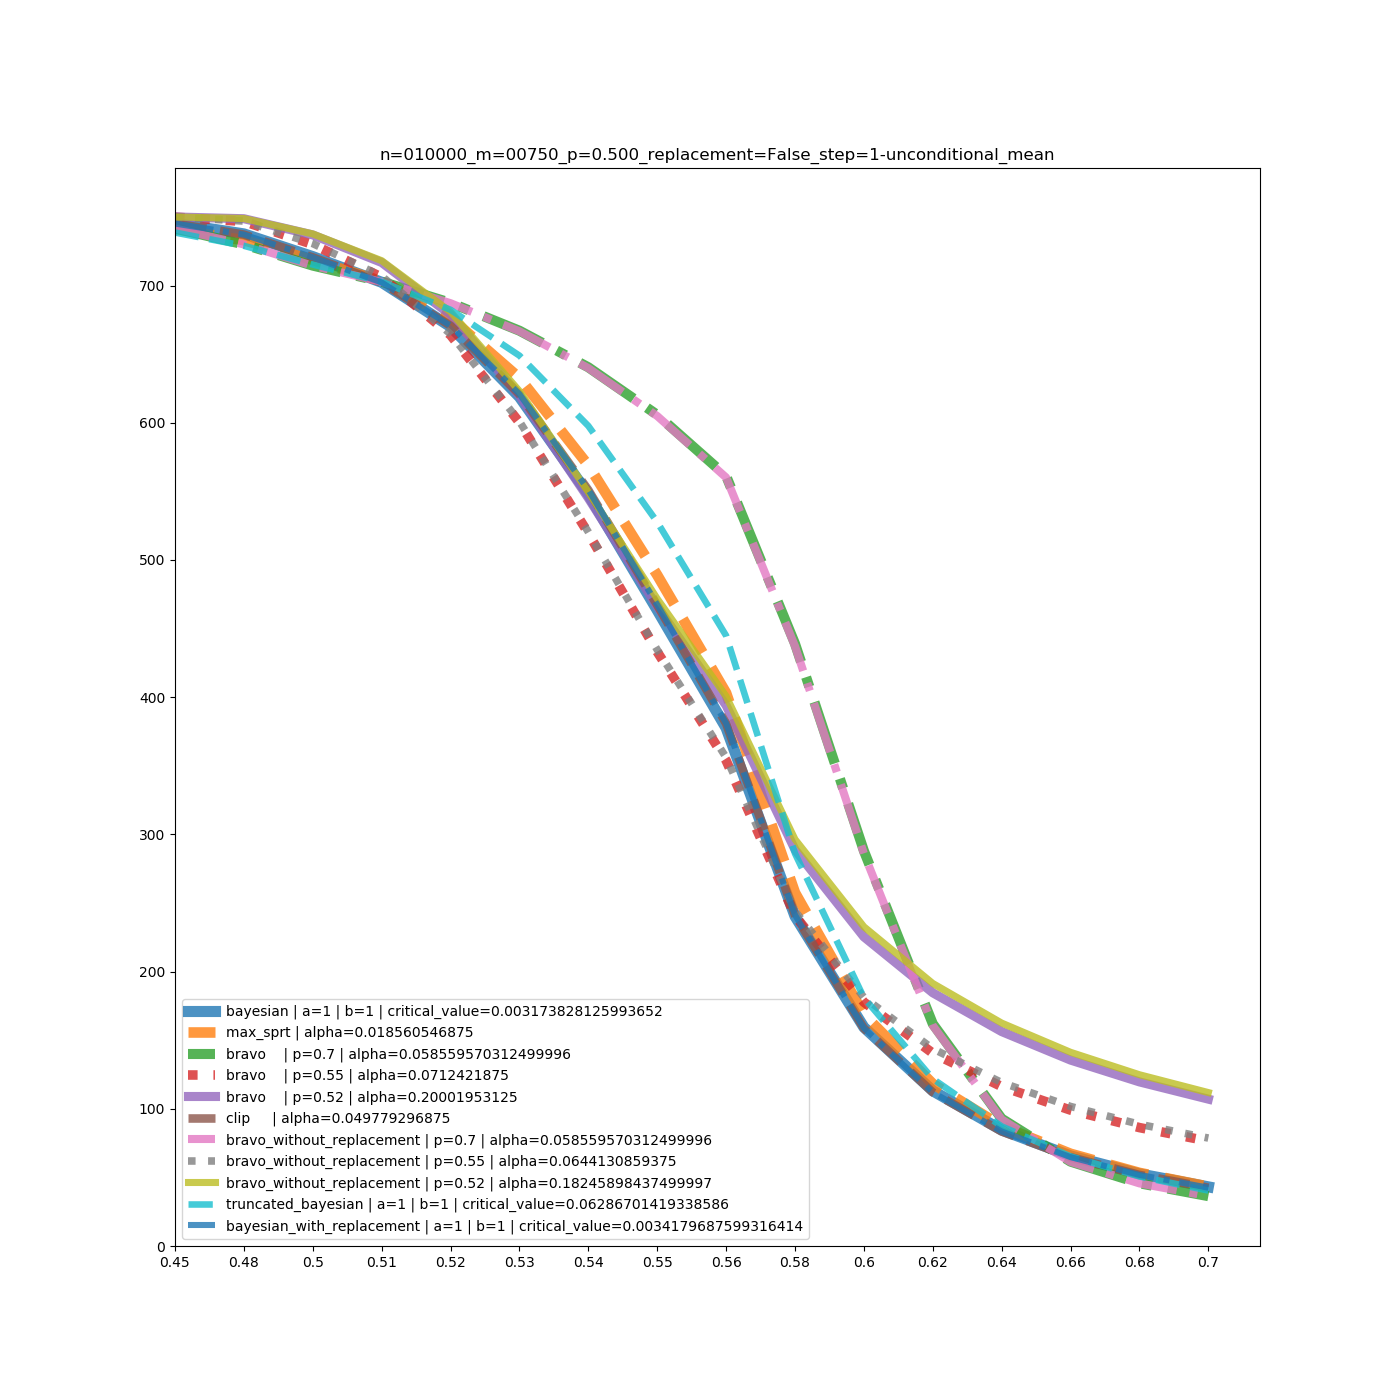 n=010000_m=00750_p=0.500_replacement=False_step=1-unconditional_mean
700
600
500
400
300
200
100
0
bayesian | a=1 | b=1 | critical_value=0.003173828125993652
max_sprt | alpha=0.018560546875
bravo    | p=0.7 | alpha=0.058559570312499996
bravo    | p=0.55 | alpha=0.0712421875
bravo    | p=0.52 | alpha=0.20001953125
clip     | alpha=0.049779296875
bravo_without_replacement | p=0.7 | alpha=0.058559570312499996
bravo_without_replacement | p=0.55 | alpha=0.0644130859375
bravo_without_replacement | p=0.52 | alpha=0.18245898437499997
truncated_bayesian | a=1 | b=1 | critical_value=0.06286701419338586
bayesian_with_replacement | a=1 | b=1 | critical_value=0.0034179687599316414
0.45 0.48 0.5 0.51 0.52 0.53 0.54 0.55 0.56 0.58 0.6 0.62 0.64 0.66 0.68 0.7